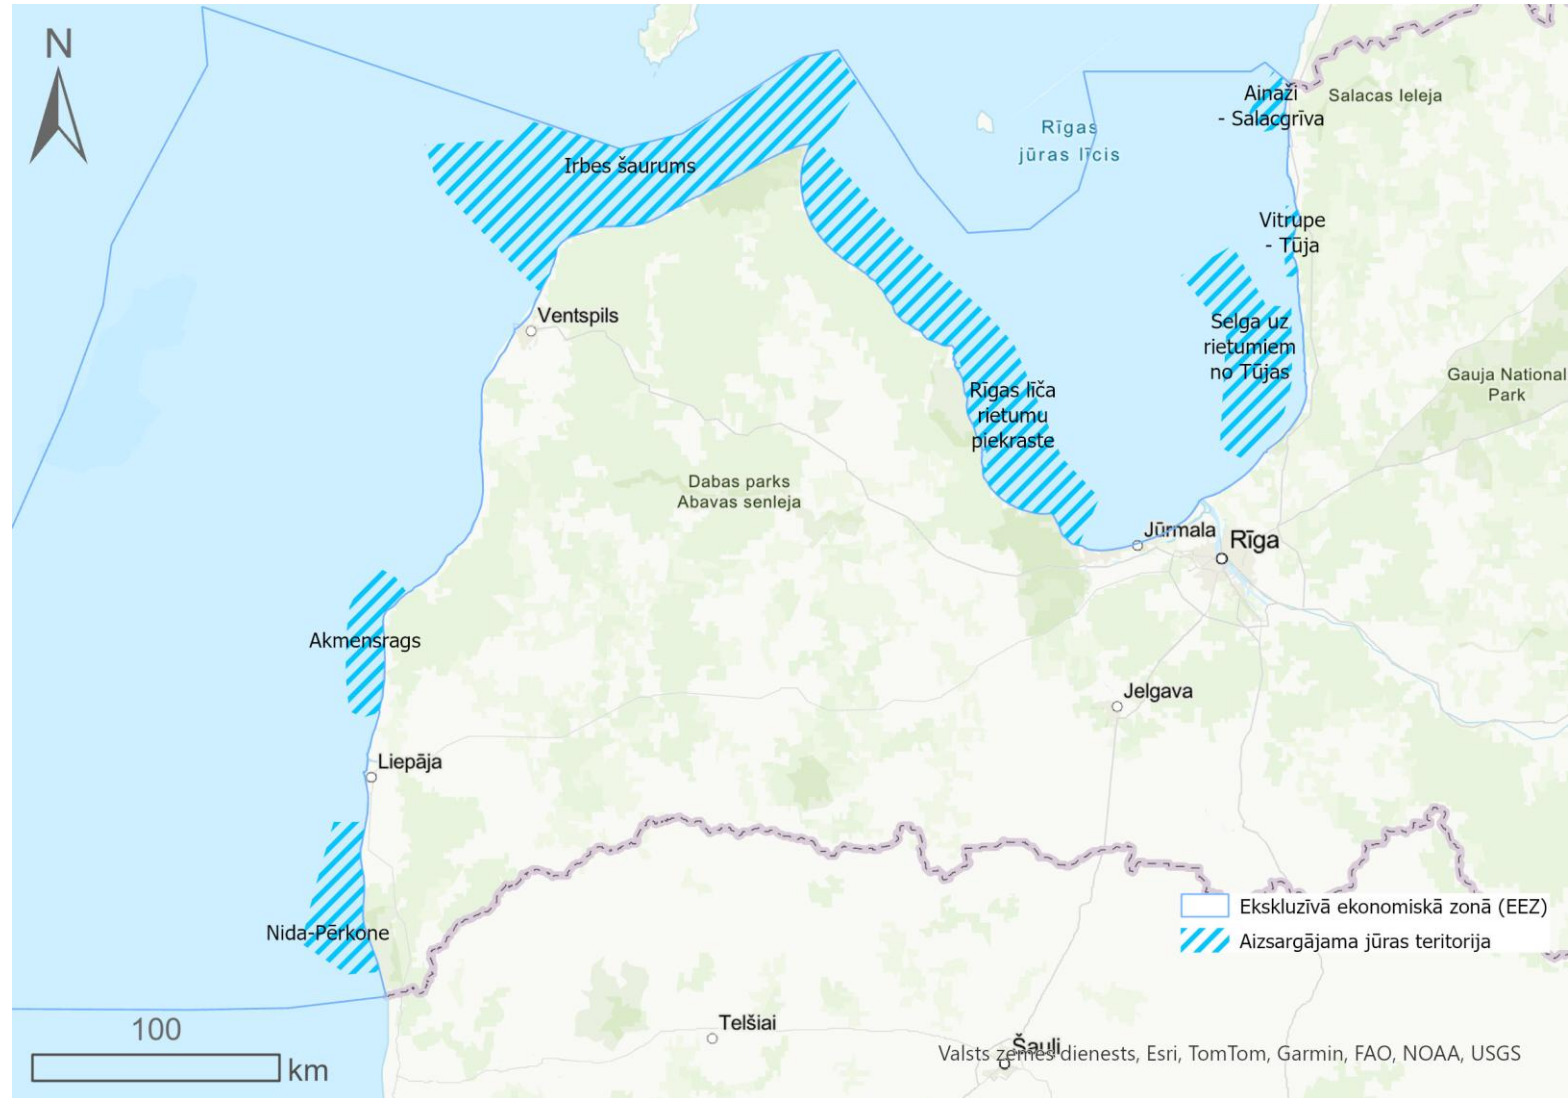 N
Ainaži
- Salacgrīva
Salacas Ieleja
Rīgas
jūras līcis
Irbes šaurums
Vitrupe
- Tūja
Ventspils
Selga uz
rietumiem
no Tūjas
Gauja National
Park
Rīgas līča
rietumu
piekraste
Dabas parks
Abavas senleja
Jūrmala
Rīga
Akmensrags
Jelgava
Liepāja
Nida-Pērkone
Ekskluzīvā ekonomiskā zonā (EEZ)
Aizsargājama jūras teritorija
100
km
Telšiai
Šauļi
Valsts zemes dienests, Esri, TomTom, Garmin, FAO, NOAA, USGS